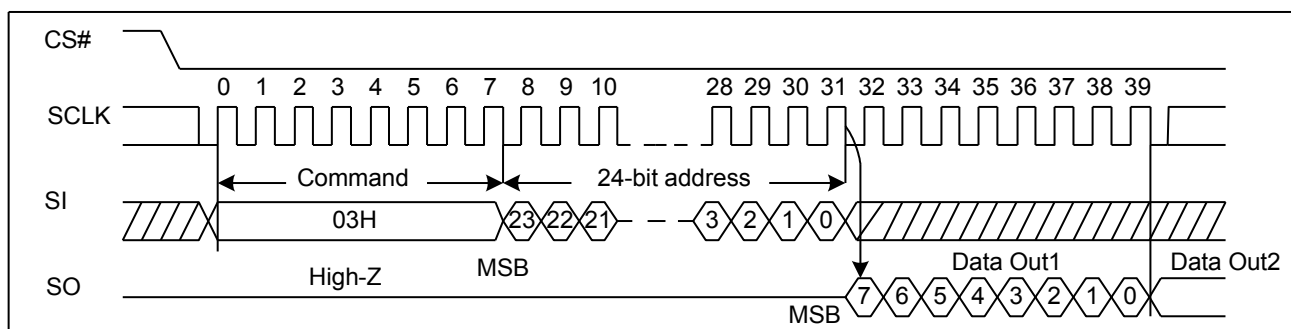 CS#
0 1 2 3 4 5 6 7 8 9 10 28 29 30 31 32 33 34 35 36 37 38 39
SCLK
Command 24-bit address
SI
03H 23 22 21 3 2 1 0
High-Z MSB Data Out1 Data Out2
SO
MSB 7 6 5 4 3 2 1 0